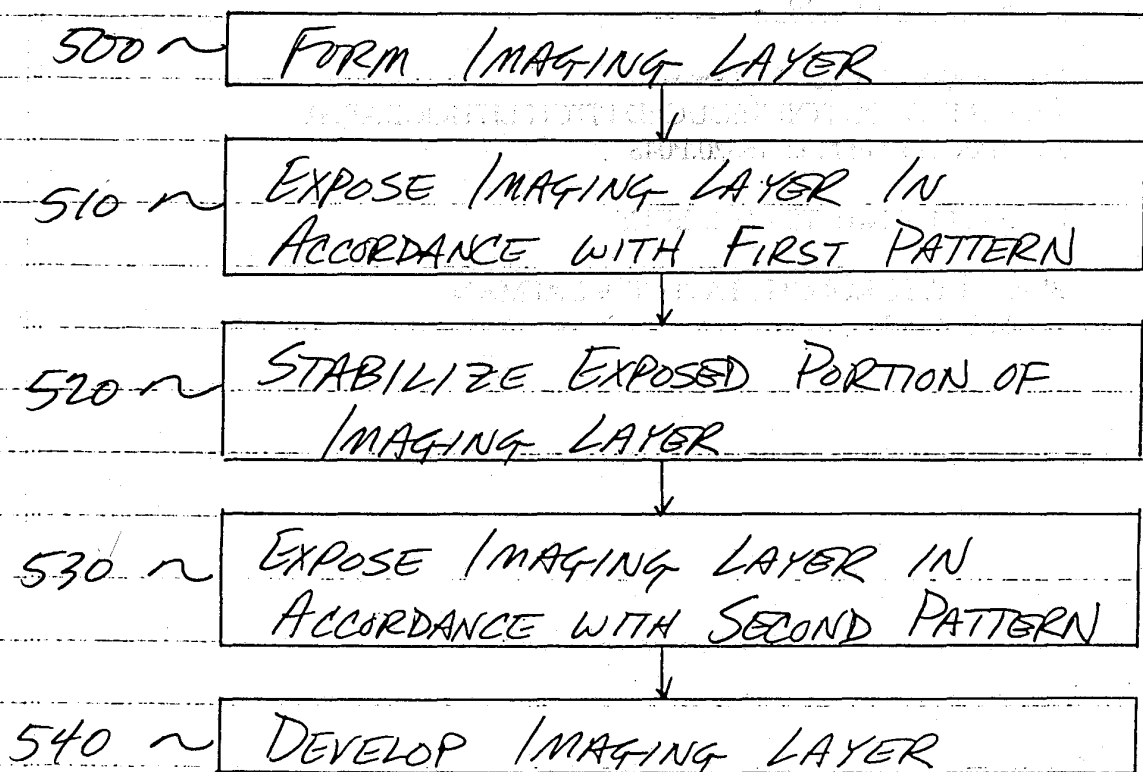 500 ~ FORM IMAGING LAYER
510 ~ EXPOSE IMAGING LAYER IN
ACCORDANCE WITH FIRST PATTERN
520 ~ STABILIZE EXPOSED PORTION OF
IMAGING LAYER
530 ~ EXPOSE IMAGING LAYER IN
ACCORDANCE WITH SECOND PATTERN
540 ~ DEVELOP IMAGING LAYER